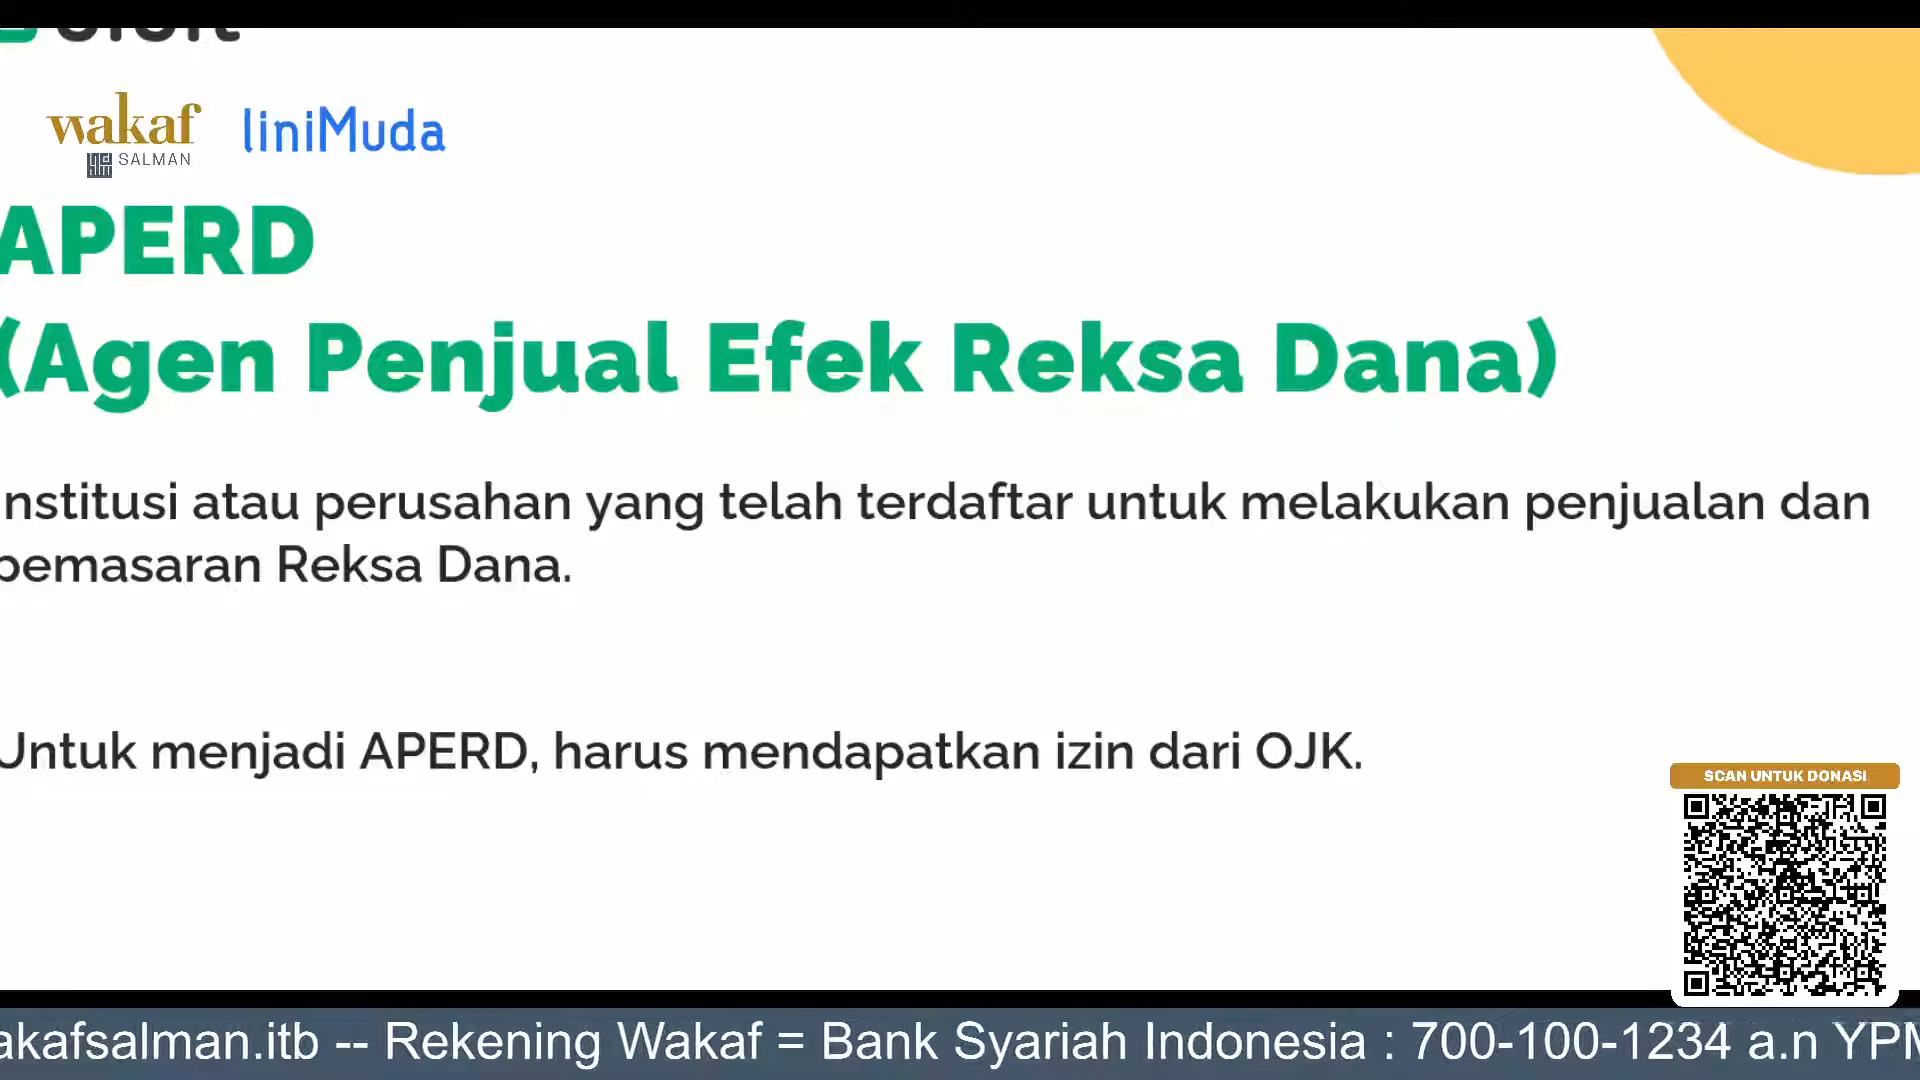 wakaf
SALMAN
liniMuda
APERD
(Agen Penjual Efek Reksa Dana)
nstitusi atau perusahan yang telah terdaftar untuk melakukan penjualan dan
pemasaran Reksa Dana.
Untuk menjadi APERD, harus mendapatkan izin dari OJK.
SCAN UNTUK DONASI
akafsalman.itb -- Rekening Wakaf = Bank Syariah Indonesia : 700-100-1234 a.n YPM